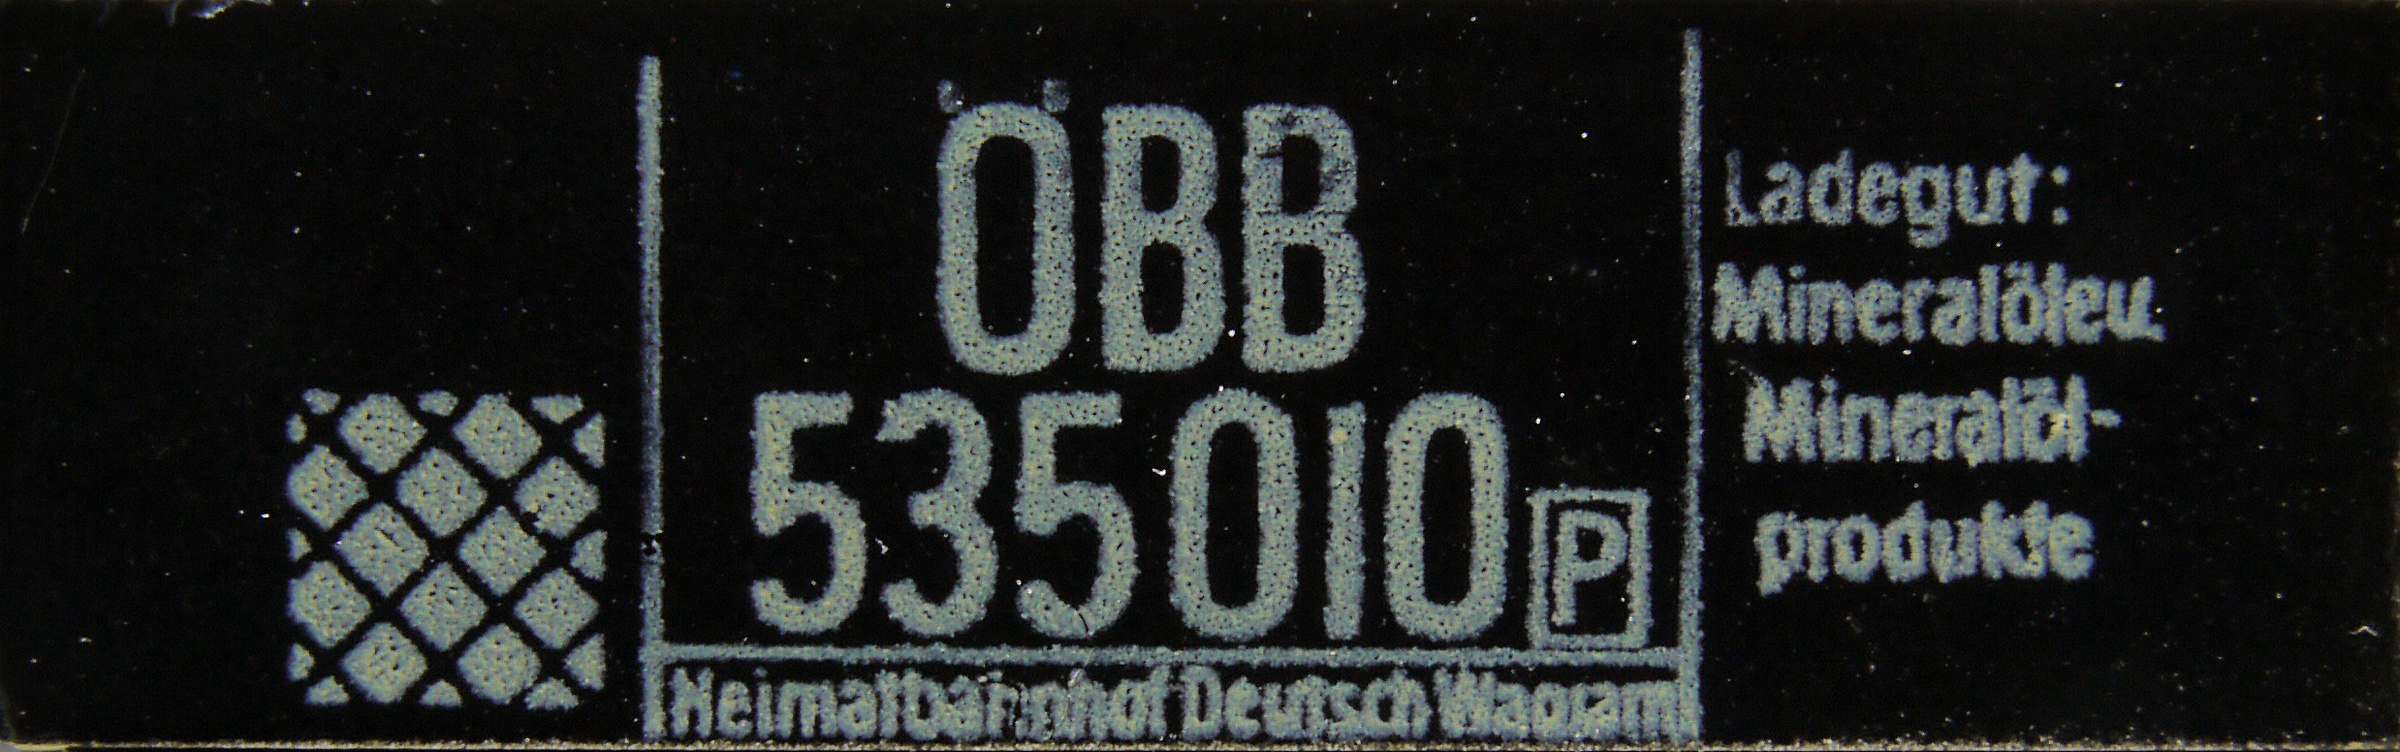 ÖBB
535010 P
Heimatbahnhof Deutsch Wagram
Ladegut:
Mineralöleu.
Mineralöl-
produkte